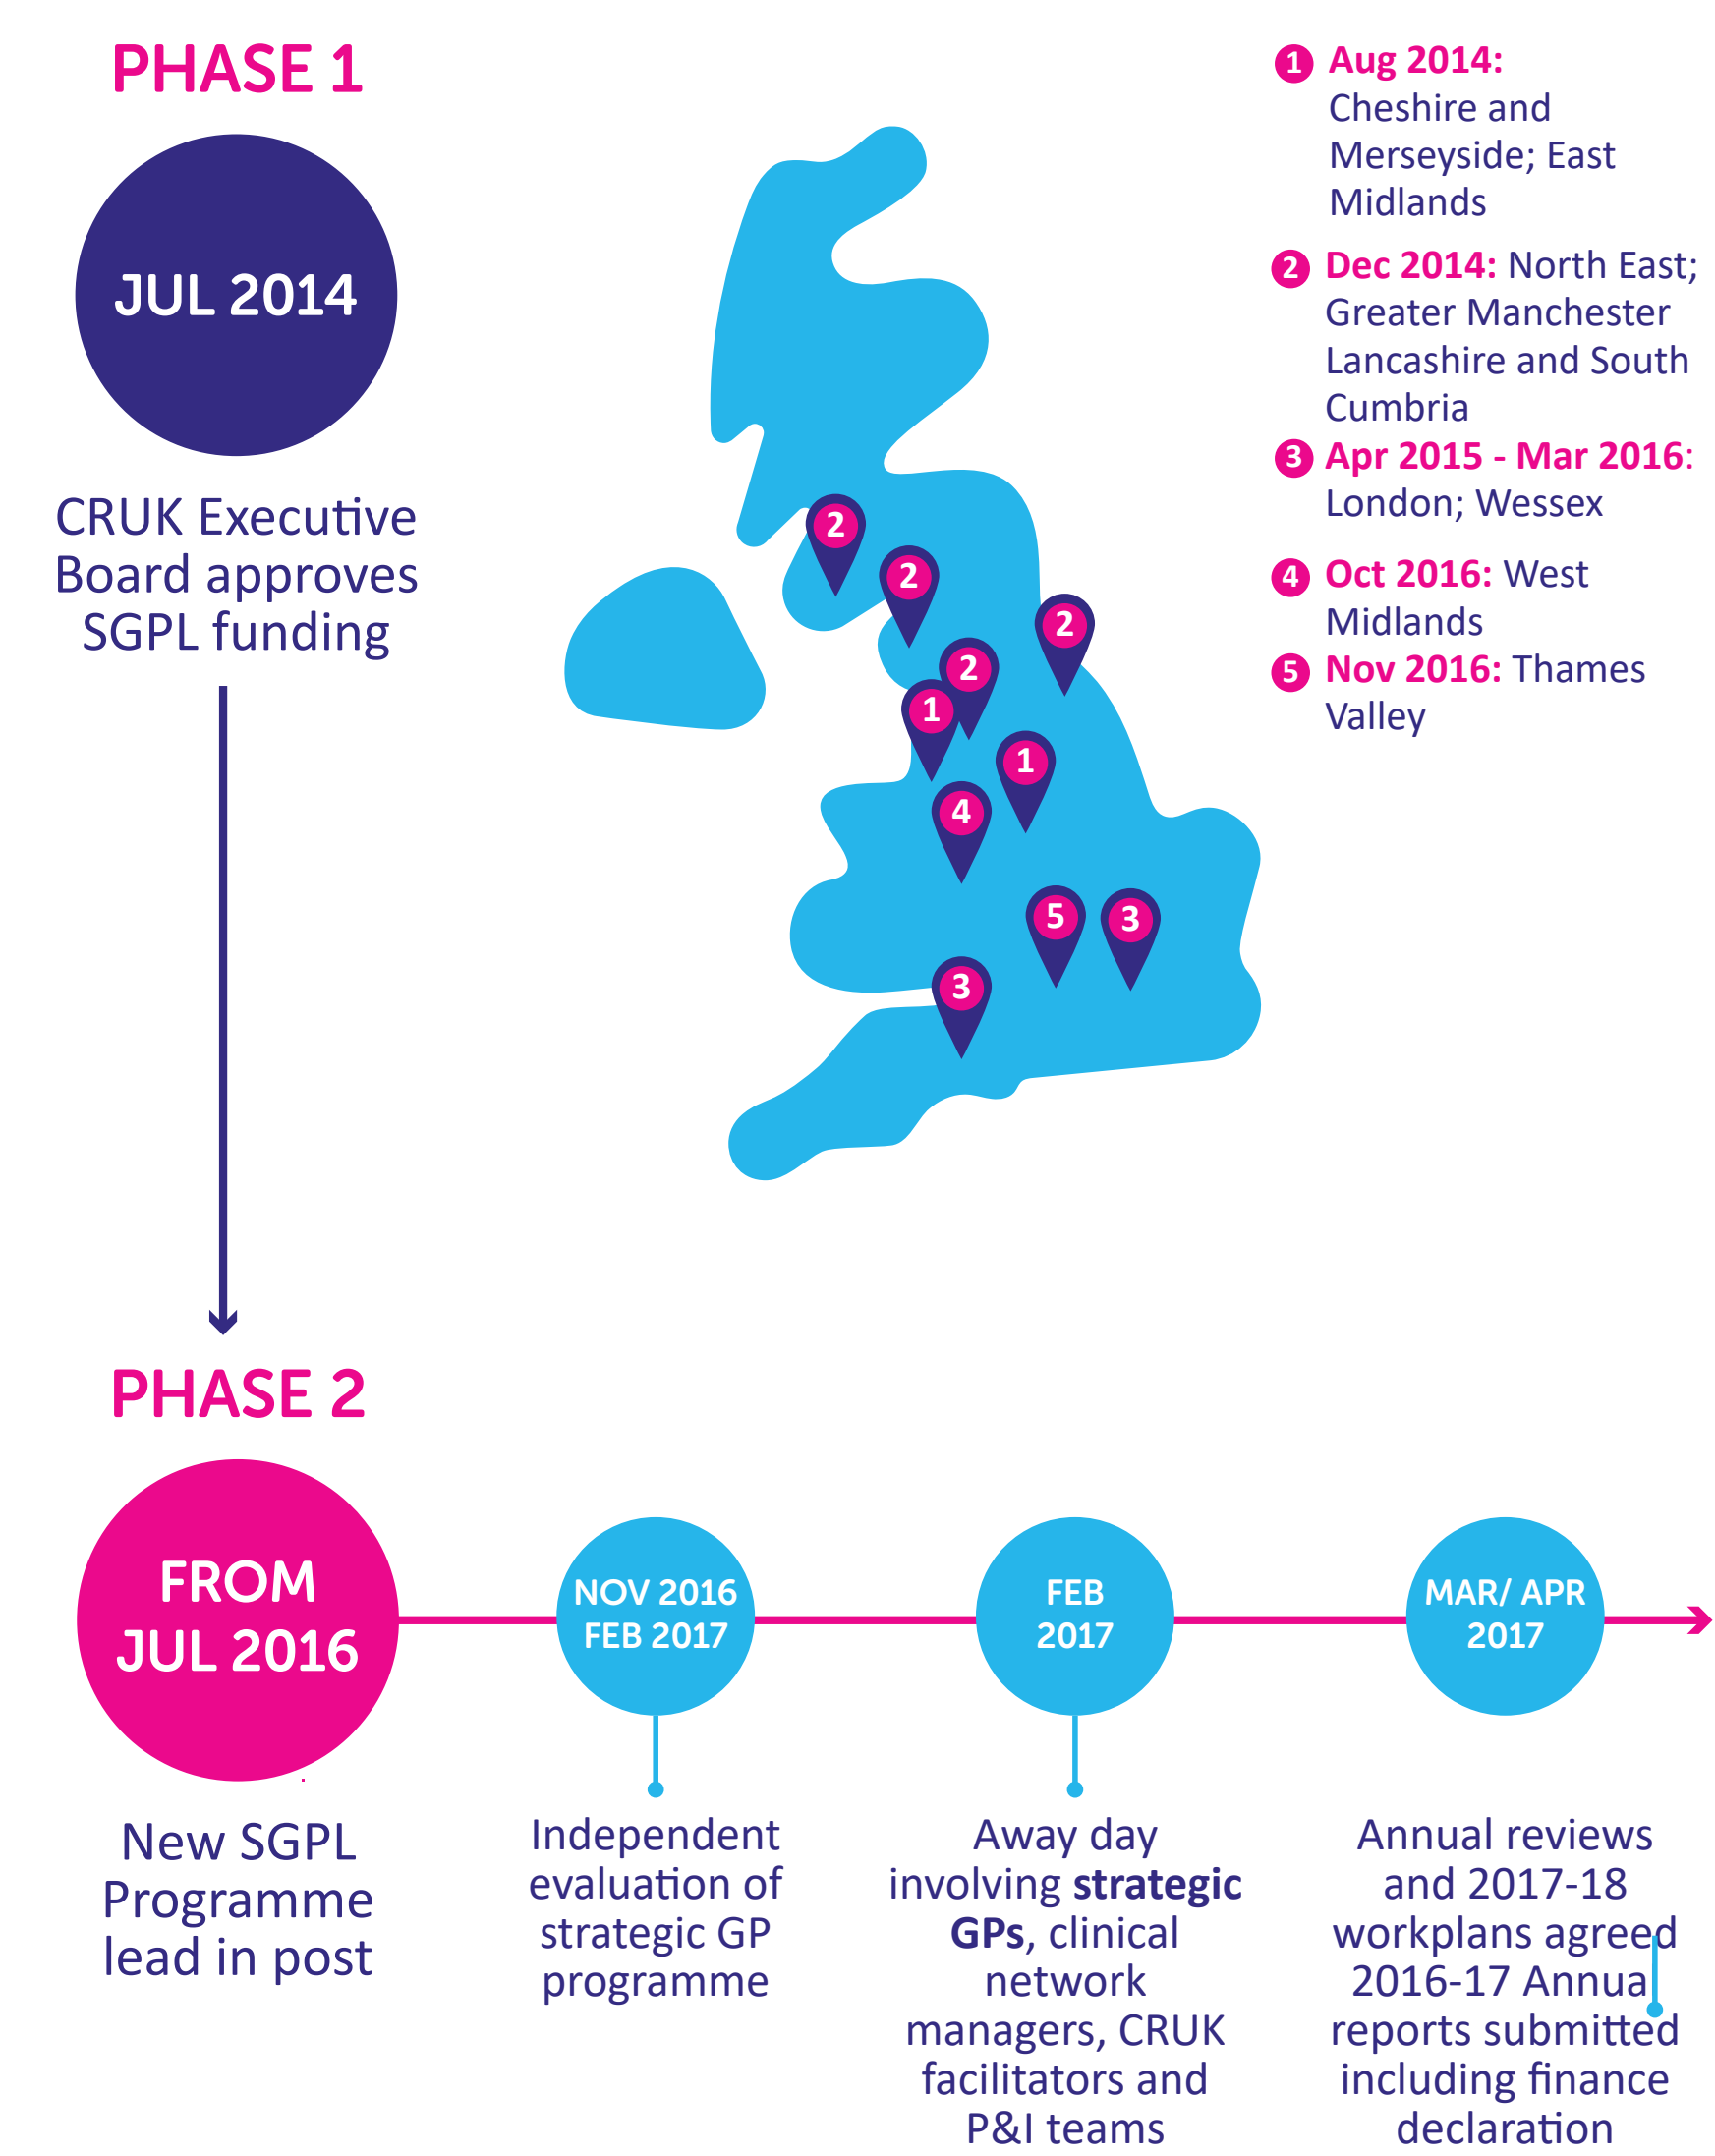 PHASE 1
JUL 2014
CRUK Executive
Board approves
SGPL funding
1 Aug 2014:
Cheshire and
Merseyside; East
Midlands
2 Dec 2014: North East;
Greater Manchester
Lancashire and South
Cumbria
3 Apr 2015 - Mar 2016:
London; Wessex
4 Oct 2016: West
Midlands
5 Nov 2016: Thames
Valley
2
2
2
2
1
1
4
5
3
3
PHASE 2
FROM
JUL 2016
New SGPL
Programme
lead in post
NOV 2016
FEB 2017
Independent
evaluation of
strategic GP
programme
FEB
2017
Away day
involving strategic
GPs, clinical
network
managers, CRUK
facilitators and
P&I teams
MAR/ APR
2017
Annual reviews
and 2017-18
workplans agreed
2016-17 Annual
reports submitted
including finance
declaration